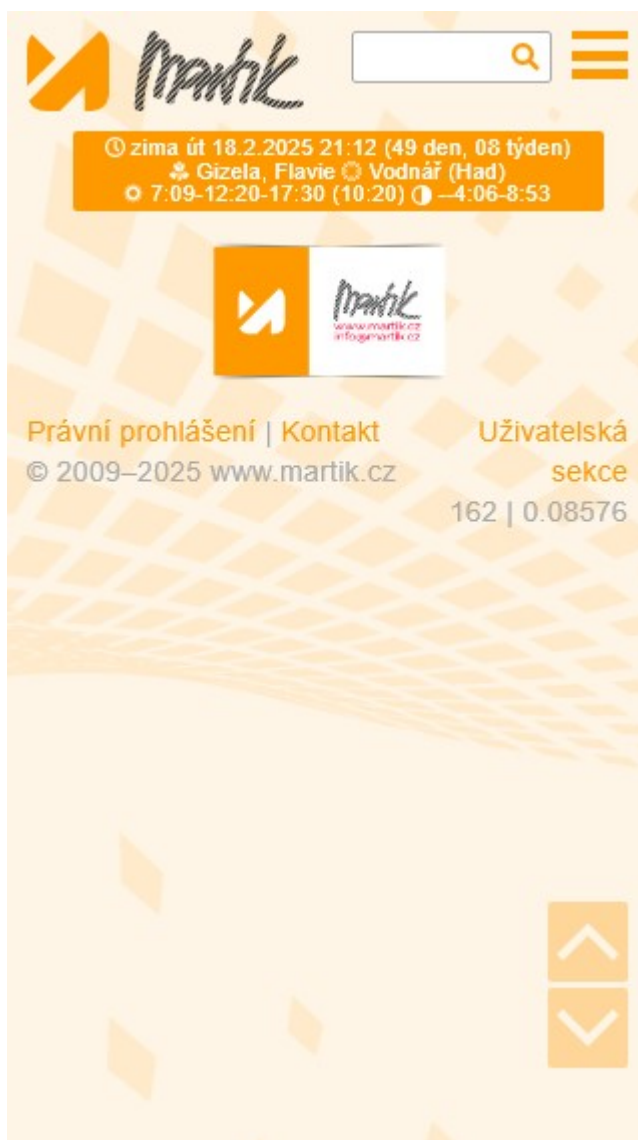 Martik
zima út 18.2.2025 21:12 (49 den, 08 týden)
Gizela, Flavie Vodnář (Had)
7:09-12:20-17:30 (10:20) –4:06-8:53
Martik
www.martik.cz
info@martik.cz
Právní prohlášení | Kontakt
© 2009–2025 www.martik.cz
Uživatelská
sekce
162 | 0.08576